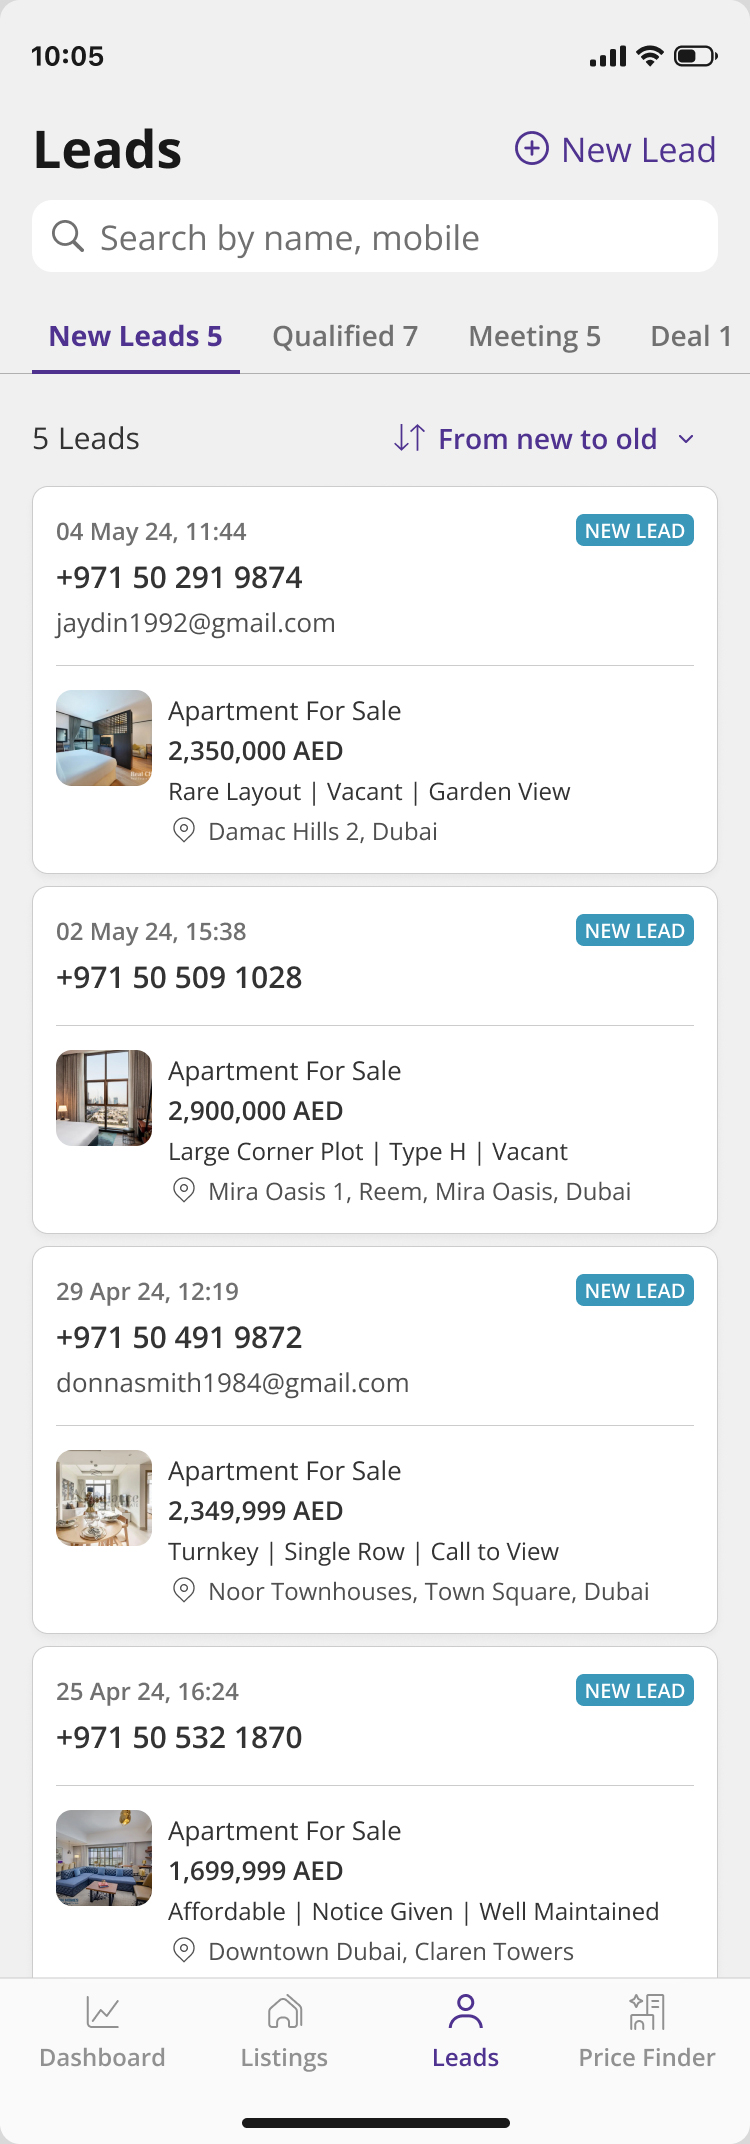 10:05
Leads
New Lead
Search by name, mobile
New Leads 5
Qualified 7
Meeting 5
Deal 1
5 Leads
From new to old
04 May 24, 11:44
NEW LEAD
+971 50 291 9874
jaydin1992@gmail.com
Apartment For Sale
2,350,000 AED
Rare Layout | Vacant | Garden View
Damac Hills 2, Dubai
02 May 24, 15:38
NEW LEAD
+971 50 509 1028
Apartment For Sale
2,900,000 AED
Large Corner Plot | Type H | Vacant
Mira Oasis 1, Reem, Mira Oasis, Dubai
29 Apr 24, 12:19
NEW LEAD
+971 50 491 9872
donnasmith1984@gmail.com
Apartment For Sale
2,349,999 AED
Turnkey | Single Row | Call to View
Noor Townhouses, Town Square, Dubai
25 Apr 24, 16:24
NEW LEAD
+971 50 532 1870
Apartment For Sale
1,699,999 AED
Affordable | Notice Given | Well Maintained
Downtown Dubai, Claren Towers
Dashboard
Listings
Leads
Price Finder